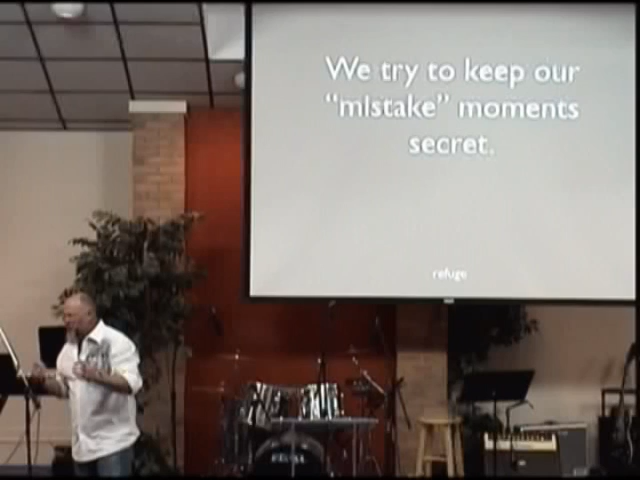 We try to keep our
“mistake” moments
secret.
refuge